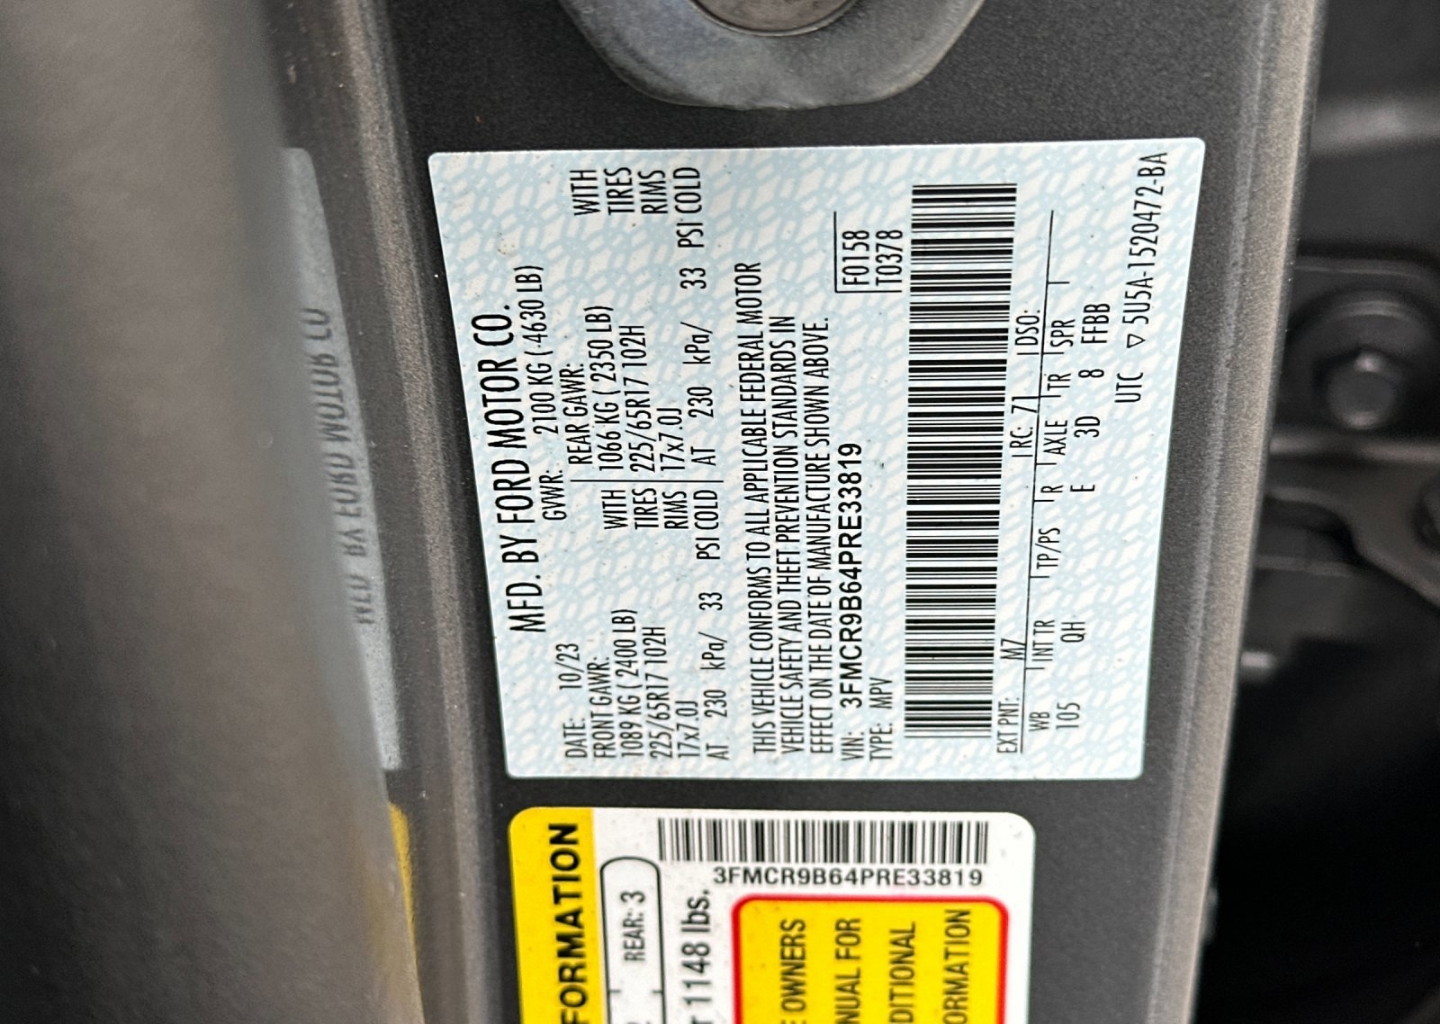 MFD. BY FORD MOTOR CO.
DATE: 10/23 GVWR: 2100 KG ( 4630 LB)
FRONT GAWR: REAR GAWR:
1089 KG ( 2400 LB) WITH 1066 KG ( 2350 LB) WITH
225/65R17 102H TIRES 225/65R17 102H TIRES
17x7.0J RIMS 17x7.0J RIMS
AT 230 kPa/ 33 PSI COLD AT 230 kPa/ 33 PSI COLD
THIS VEHICLE CONFORMS TO ALL APPLICABLE FEDERAL MOTOR
VEHICLE SAFETY AND THEFT PREVENTION STANDARDS IN
EFFECT ON THE DATE OF MANUFACTURE SHOWN ABOVE.
VIN: 3FMCR9B64PRE33819 F0158
TYPE: MPV T0378
EXT PNT: M7 RC: 71 DSO:
WB INT TR TP/PS R AXLE TR SPR
105 QH E 3D 8 FFBB
UTC ▽ 5U5A-1520472-BA
FORMATION
REAR: 3
1148 lbs.
3FMCR9B64PRE33819
OWNERS
NUAL FOR
DITIONAL
ORMATION